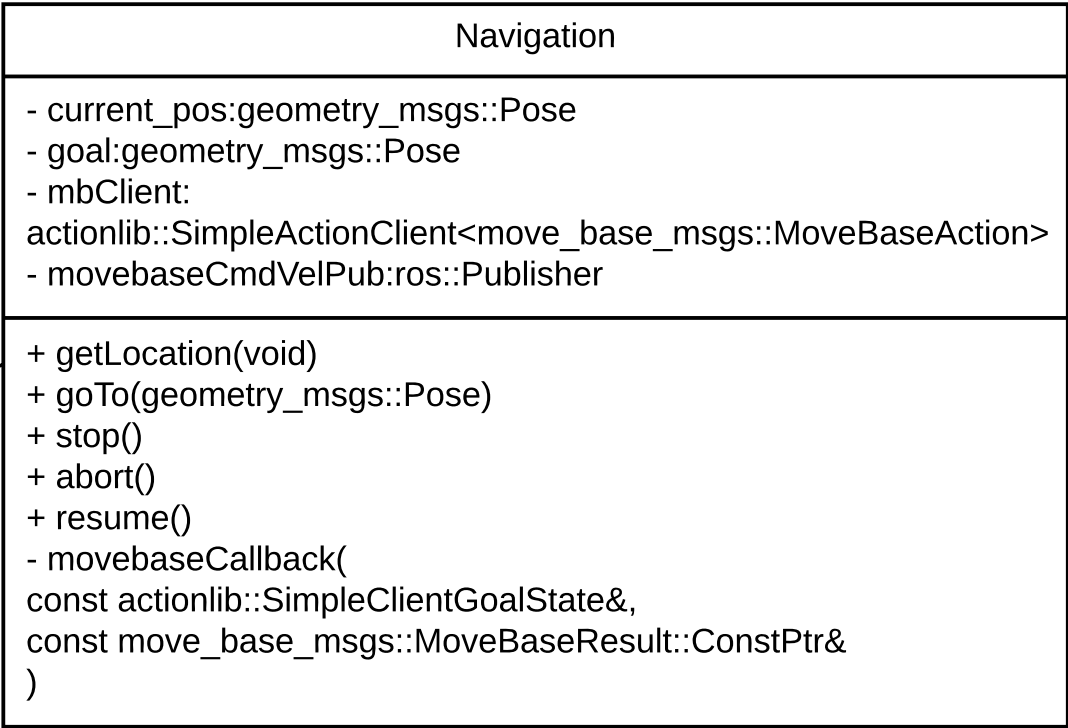 Navigation
- current_pos:geometry_msgs::Pose
- goal:geometry_msgs::Pose
- mbClient:
actionlib::SimpleActionClient<move_base_msgs::MoveBaseAction>
- movebaseCmdVelPub:ros::Publisher
+ getLocation(void)
+ goTo(geometry_msgs::Pose)
+ stop()
+ abort()
+ resume()
- movebaseCallback(
const actionlib::SimpleClientGoalState&,
const move_base_msgs::MoveBaseResult::ConstPtr&
)